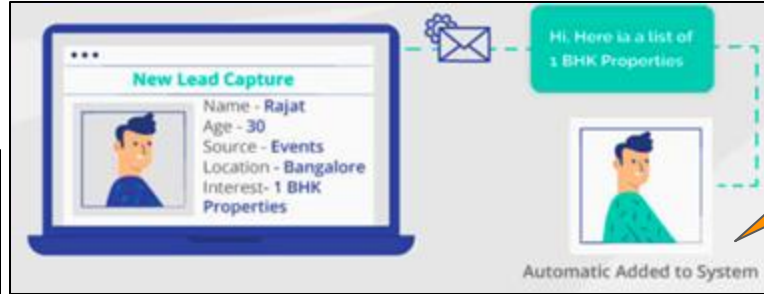 New Lead Capture
Name - Rajat
Age - 30
Source - Events
Location - Bangalore
Interest- 1 BHK
Properties
Hi. Here ia a list of
1 BHK Properties
Automatic Added to System